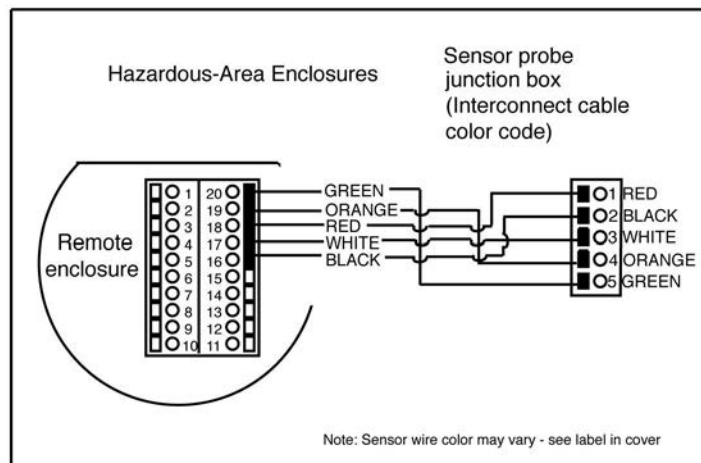 Hazardous-Area Enclosures
Sensor probe
junction box
(Interconnect cable
color code)
Remote
enclosure
1 20
2 19
3 18
4 17
5 16
6 15
7 14
8 13
9 12
10 11
GREEN
ORANGE
RED
WHITE
BLACK
1 RED
2 BLACK
3 WHITE
4 ORANGE
5 GREEN
Note: Sensor wire color may vary - see label in cover